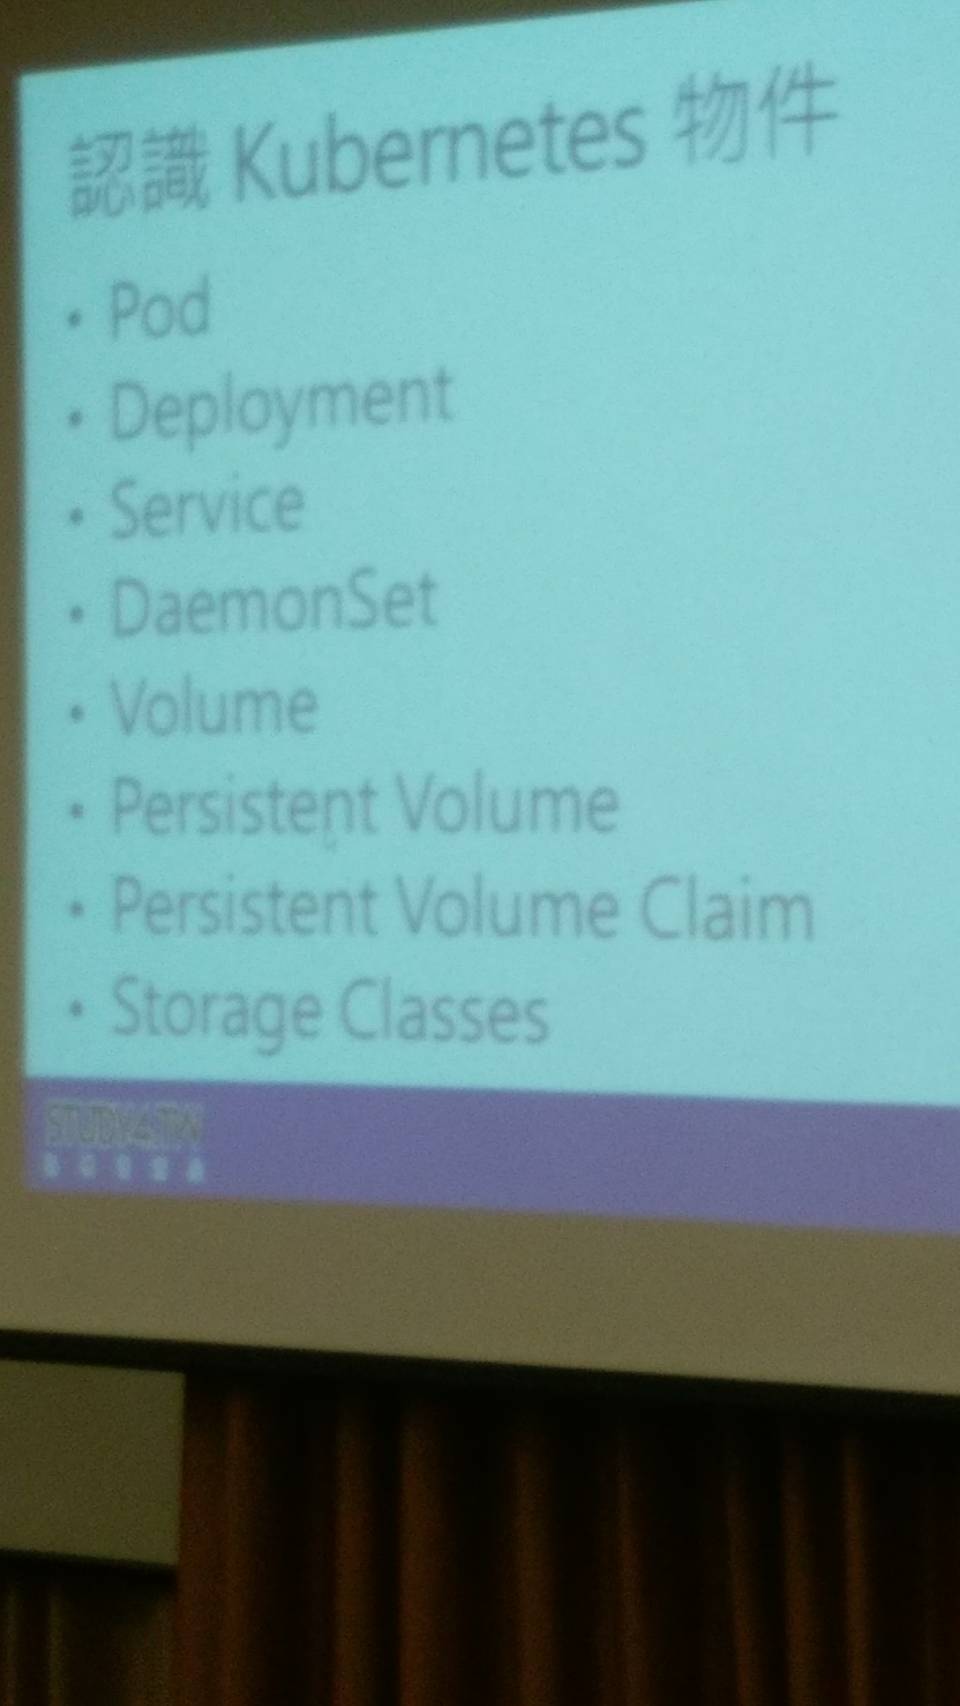 認識 Kubernetes 物件
• Pod
• Deployment
• Service
• DaemonSet
• Volume
• Persistent Volume
• Persistent Volume Claim
• Storage Classes
STUDY4.TW